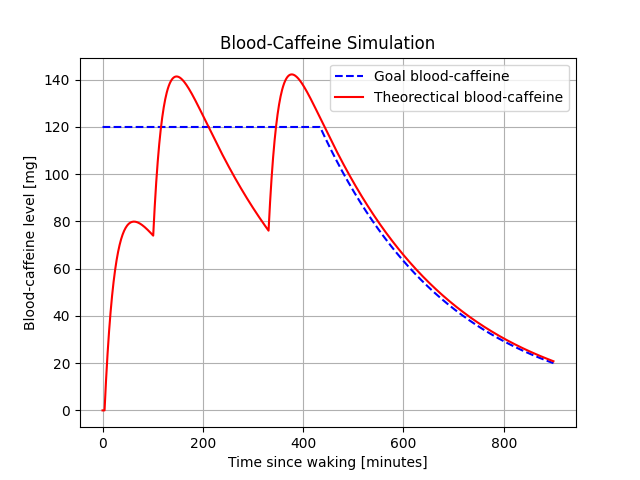 Blood-Caffeine Simulation
Goal blood-caffeine
Theorectical blood-caffeine
Blood-caffeine level [mg]
140
120
100
80
60
40
20
0
0 200 400 600 800
Time since waking [minutes]